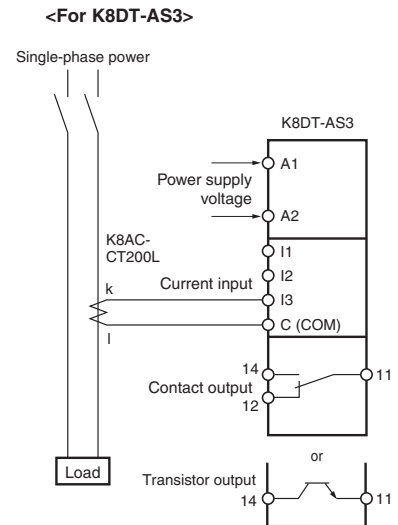 <For K8DT-AS3>
Single-phase power
K8DT-AS3
A1
Power supply
voltage
A2
K8AC-
CT200L
I1
I2
k
Current input
I3
C (COM)
l
14
11
Contact output
12
or
Load
Transistor output
14
11